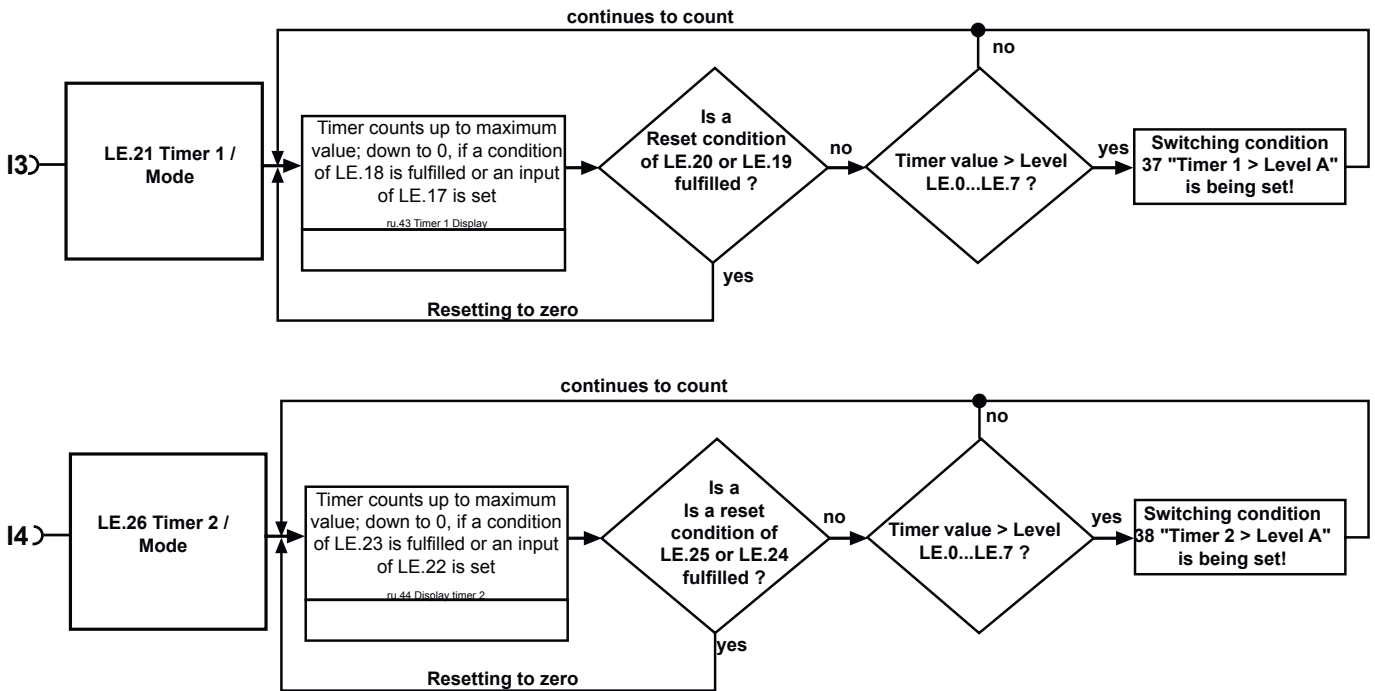 continues to count
no
I3
LE.21 Timer 1 /
Mode
Timer counts up to maximum
value; down to 0, if a condition
of LE.18 is fulfilled or an input
of LE.17 is set
ru.43 Timer 1 Display
Is a
Reset condition
of LE.20 or LE.19
fulfilled ?
no
Timer value > Level
LE.0...LE.7 ?
yes
Switching condition
37 "Timer 1 > Level A"
is being set!
yes
Resetting to zero
continues to count
no
I4
LE.26 Timer 2 /
Mode
Timer counts up to maximum
value; down to 0, if a condition
of LE.23 is fulfilled or an input
of LE.22 is set
ru.44 Display timer 2
Is a
Is a reset
condition of
LE.25 or LE.24
fulfilled ?
no
Timer value > Level
LE.0...LE.7 ?
yes
Switching condition
38 "Timer 2 > Level A"
is being set!
yes
Resetting to zero